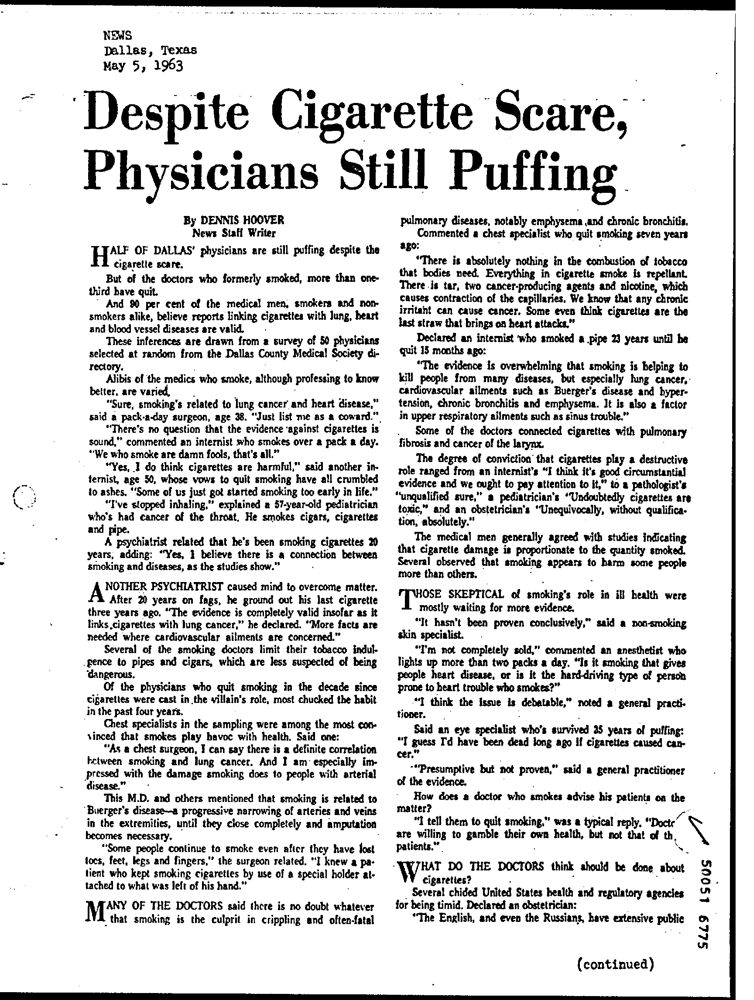 NEWS
Dallas, Texas
May 5, 1963
Despite Cigarette Scare,
Physicians Still Puffing
By DENNIS HOOVER
News Staff Writer
HALF OF DALLAS' physicians are still puffing despite the
cigarette scare.
But of the doctors who formerly smoked, more than one-
third have quit.
And 90 per cent of the medical men, smokers and non-
smokers alike, believe reports linking cigarettes with lung, heart
and blood vessel diseases are valid.
These inferences are drawn from a survey of 50 physicians
selected at random from the Dallas County Medical Society di-
rectory.
Alibis of the medics who smoke, although professing to know
better, are varied.
"Sure, smoking's related to lung cancer and heart disease,"
said a pack-a-day surgeon, age 38. "Just list me as a coward."
"There's no question that the evidence against cigarettes is
sound," commented an internist who smokes over a pack a day.
"We who smoke are damn fools, that's all."
"Yes, I do think cigarettes are harmful," said another in-
ternist, age 50, whose vows to quit smoking have all crumbled
to ashes. "Some of us just got started smoking too early in life."
"I've stopped inhaling," explained a 57-year-old pediatrician
who's had cancer of the throat. He smokes cigars, cigarettes
and pipe.
A psychiatrist related that he's been smoking cigarettes 20
years, adding: "Yes, I believe there is a connection between
smoking and diseases, as the studies show."
ANOTHER PSYCHIATRIST caused mind to overcome matter.
After 20 years on fags, he ground out his last cigarette
three years ago. "The evidence is completely valid insofar as it
links cigarettes with lung cancer," he declared. "More facts are
needed where cardiovascular ailments are concerned."
Several of the smoking doctors limit their tobacco indul-
gence to pipes and cigars, which are less suspected of being
dangerous.
Of the physicians who quit smoking in the decade since
cigarettes were cast in the villain's role, most chucked the habit
in the past four years.
Chest specialists in the sampling were among the most con-
vinced that smokes play havoc with health. Said one:
"As a chest surgeon, I can say there is a definite correlation
between smoking and lung cancer. And I am especially im-
pressed with the damage smoking does to people with arterial
disease."
This M.D. and others mentioned that smoking is related to
Buerger's disease—a progressive narrowing of arteries and veins
in the extremities, until they close completely and amputation
becomes necessary.
"Some people continue to smoke even after they have lost
toes, feet, legs and fingers," the surgeon related. "I knew a pa-
tient who kept smoking cigarettes by use of a special holder at-
tached to what was left of his hand."
MANY OF THE DOCTORS said there is no doubt whatever
that smoking is the culprit in crippling and often-fatal
pulmonary diseases, notably emphysema and chronic bronchitis.
Commented a chest specialist who quit smoking seven years
ago:
"There is absolutely nothing in the combustion of tobacco
that bodies need. Everything in cigarette smoke is repellant.
There is tar, two cancer-producing agents and nicotine, which
causes contraction of the capillaries. We know that any chronic
irritant can cause cancer. Some even think cigarettes are the
last straw that brings on heart attacks."
Declared an internist who smoked a pipe 23 years until he
quit 15 months ago:
"The evidence is overwhelming that smoking is helping to
kill people from many diseases, but especially lung cancer,
cardiovascular ailments such as Buerger's disease and hyper-
tension, chronic bronchitis and emphysema. It is also a factor
in upper respiratory ailments such as sinus trouble."
Some of the doctors connected cigarettes with pulmonary
fibrosis and cancer of the larynx.
The degree of conviction that cigarettes play a destructive
role ranged from an internist's "I think it's good circumstantial
evidence and we ought to pay attention to it," to a pathologist's
"unqualified sure," a pediatrician's "Undoubtedly cigarettes are
toxic," and an obstetrician's "Unequivocally, without qualifica-
tion, absolutely."
The medical men generally agreed with studies indicating
that cigarette damage is proportionate to the quantity smoked.
Several observed that smoking appears to harm some people
more than others.
THOSE SKEPTICAL of smoking's role in ill health were
mostly waiting for more evidence.
"It hasn't been proven conclusively," said a non-smoking
skin specialist.
"I'm not completely sold," commented an anesthetist who
lights up more than two packs a day. "Is it smoking that gives
people heart disease, or is it the hard-driving type of person
prone to heart trouble who smokes?"
"I think the issue is debatable," noted a general practi-
tioner.
Said an eye specialist who's survived 35 years of puffing:
"I guess I'd have been dead long ago if cigarettes caused can-
cer."
"Presumptive but not proven," said a general practitioner
of the evidence.
How does a doctor who smokes advise his patients on the
matter?
"I tell them to quit smoking," was a typical reply. "Doctr
are willing to gamble their own health, but not that of th
patients."
WHAT DO THE DOCTORS think should be done about
cigarettes?
Several chided United States health and regulatory agencies
for being timid. Declared an obstetrician:
"The English, and even the Russians, have extensive public
50051 6775
(continued)